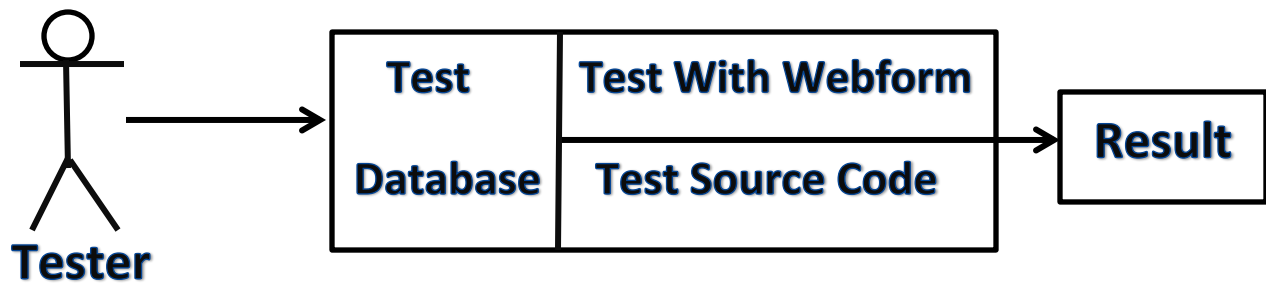 Test
Database
Test With Webform
Test Source Code
Result
Tester